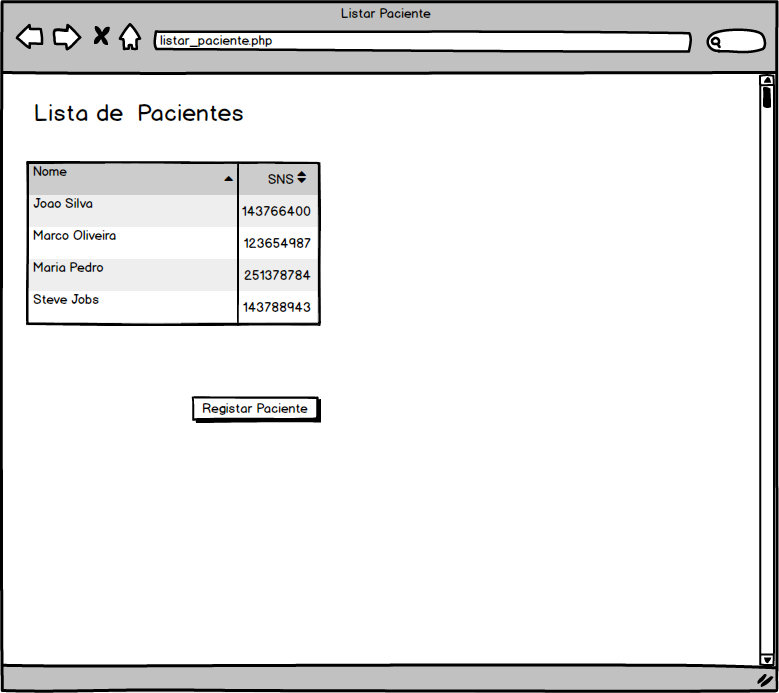 Listar Paciente
listar_paciente.php
Lista de Pacientes
Nome SNS
Joao Silva 143766400
Marco Oliveira 123654987
Maria Pedro 251378784
Steve Jobs 143788943
Registar Paciente